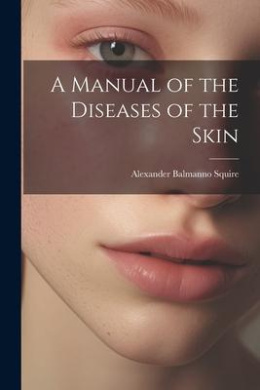 A Manual of the
Diseases of the
Skin
Alexander Balmanno Squire